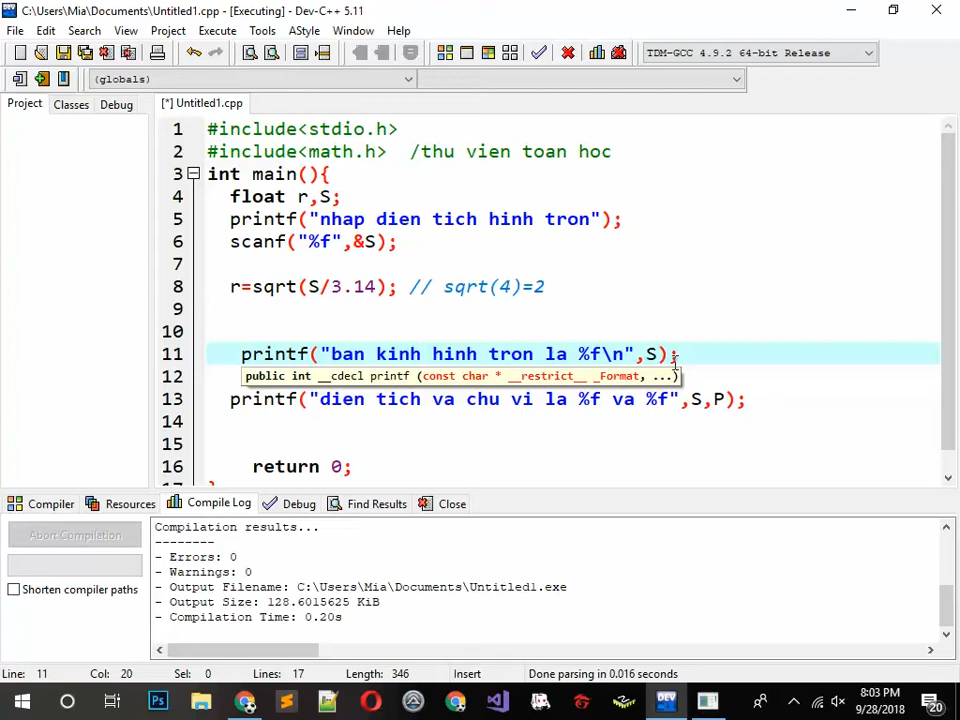 C:\Users\Mia\Documents\Untitled1.cpp - [Executing] - Dev-C++ 5.11
File Edit Search View Project Execute Tools AStyle Window Help
TDM-GCC 4.9.2 64-bit Release
(globals)
Project Classes Debug [*] Untitled1.cpp
1 #include<stdio.h>
2 #include<math.h> /thu vien toan hoc
3 int main(){
4 float r,S;
5 printf("nhap dien tich hinh tron");
6 scanf("%f",&S);
7
8 r=sqrt(S/3.14); // sqrt(4)=2
9
10
11 printf("ban kinh hinh tron la %f\n",S);
12 public int __cdecl printf (const char * __restrict__ _Format, ...)
13 printf("dien tich va chu vi la %f va %f",S,P);
14
15
16 return 0;
17 }
Compiler Resources Compile Log Debug Find Results Close
Abort Compilation
Shorten compiler paths
Compilation results...
--------
- Errors: 0
- Warnings: 0
- Output Filename: C:\Users\Mia\Documents\Untitled1.exe
- Output Size: 128.6015625 KiB
- Compilation Time: 0.20s
Line: 11 Col: 20 Sel: 0 Lines: 17 Length: 346 Insert Done parsing in 0.016 seconds
Ps DEV 8:03 PM
9/28/2018 20